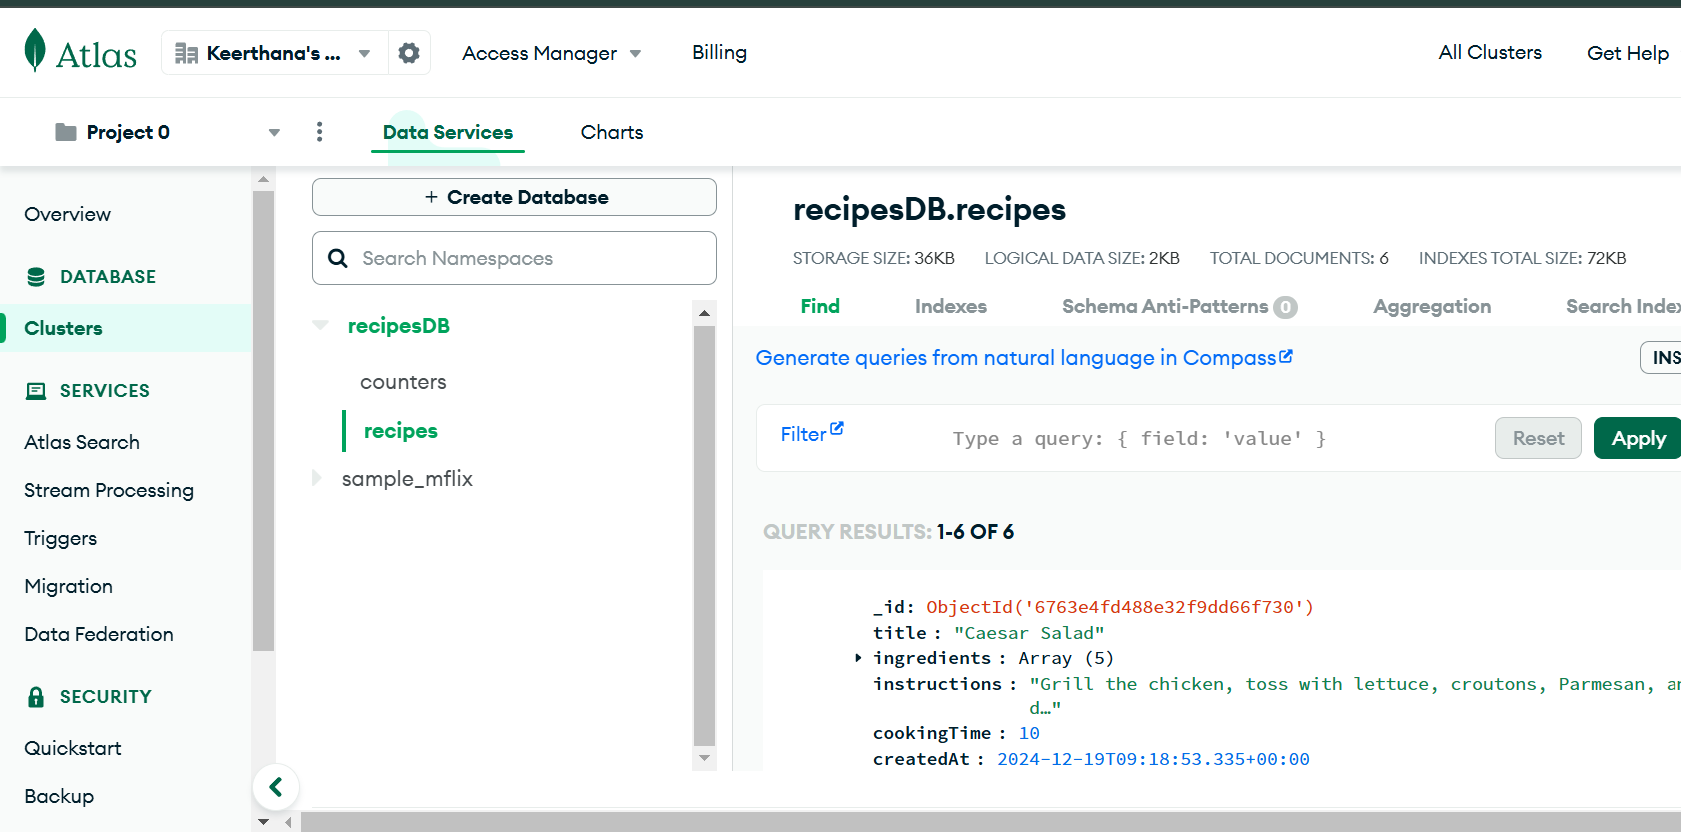 Atlas
Keerthana's ...
Access Manager
Billing
All Clusters
Get Help
Project 0
Data Services
Charts
Overview
DATABASE
Clusters
SERVICES
Atlas Search
Stream Processing
Triggers
Migration
Data Federation
SECURITY
Quickstart
Backup
+ Create Database
Search Namespaces
recipesDB
counters
recipes
sample_mflix
recipesDB.recipes
STORAGE SIZE: 36KB
LOGICAL DATA SIZE: 2KB
TOTAL DOCUMENTS: 6
INDEXES TOTAL SIZE: 72KB
Find
Indexes
Schema Anti-Patterns 0
Aggregation
Search Index
Generate queries from natural language in Compass
INS
Filter
Type a query: { field: 'value' }
Reset
Apply
QUERY RESULTS: 1-6 OF 6
_id: ObjectId('6763e4fd488e32f9dd66f730')
title : "Caesar Salad"
ingredients : Array (5)
instructions : "Grill the chicken, toss with lettuce, croutons, Parmesan, an
d…"
cookingTime : 10
createdAt : 2024-12-19T09:18:53.335+00:00